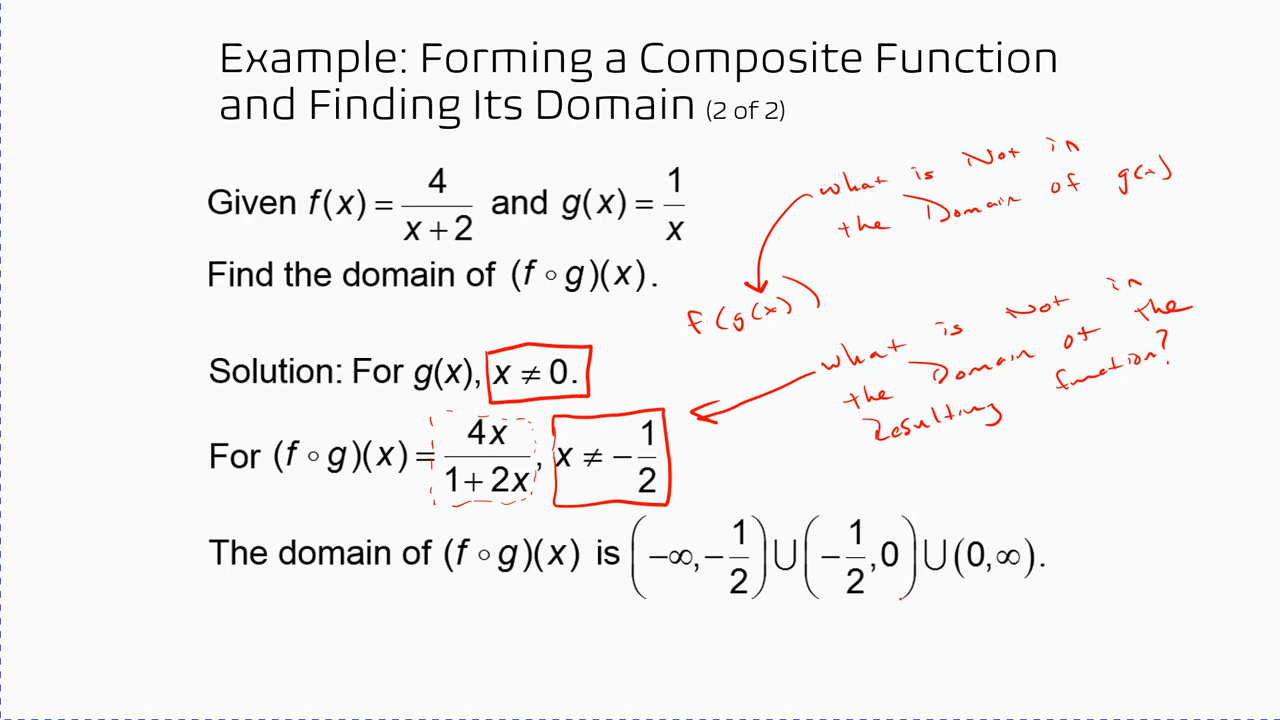 Example: Forming a Composite Function
and Finding Its Domain (2 of 2)
Given f(x) = 4/(x + 2) and g(x) = 1/x
Find the domain of (f ∘ g)(x).
what is Not in
the Domain of g(x)
f(g(x))
Solution: For g(x), x ≠ 0.
For (f ∘ g)(x) = 4x/(1 + 2x), x ≠ −1/2
what is Not in
the Domain of the
Resulting function?
The domain of (f ∘ g)(x) is (−∞, −1/2) ∪ (−1/2, 0) ∪ (0, ∞).